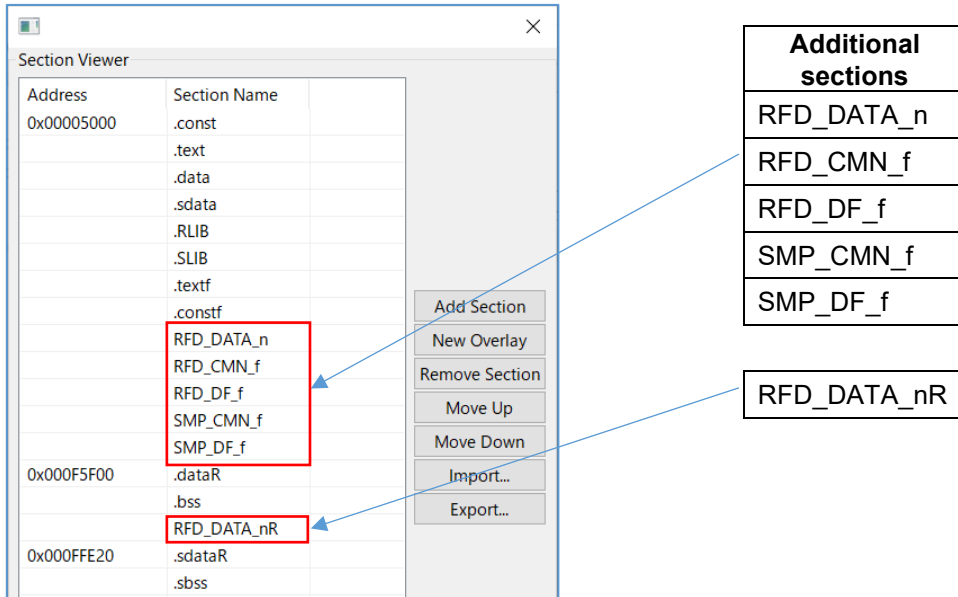 Section Viewer
Address Section Name
0x00005000 .const
.text
.data
.sdata
.RLIB
.SLIB
.textf
.constf
RFD_DATA_n
RFD_CMN_f
RFD_DF_f
SMP_CMN_f
SMP_DF_f
0x000F5F00 .dataR
.bss
RFD_DATA_nR
0x000FFE20 .sdataR
.sbss
Add Section
New Overlay
Remove Section
Move Up
Move Down
Import...
Export...
Additional
sections
RFD_DATA_n
RFD_CMN_f
RFD_DF_f
SMP_CMN_f
SMP_DF_f
RFD_DATA_nR